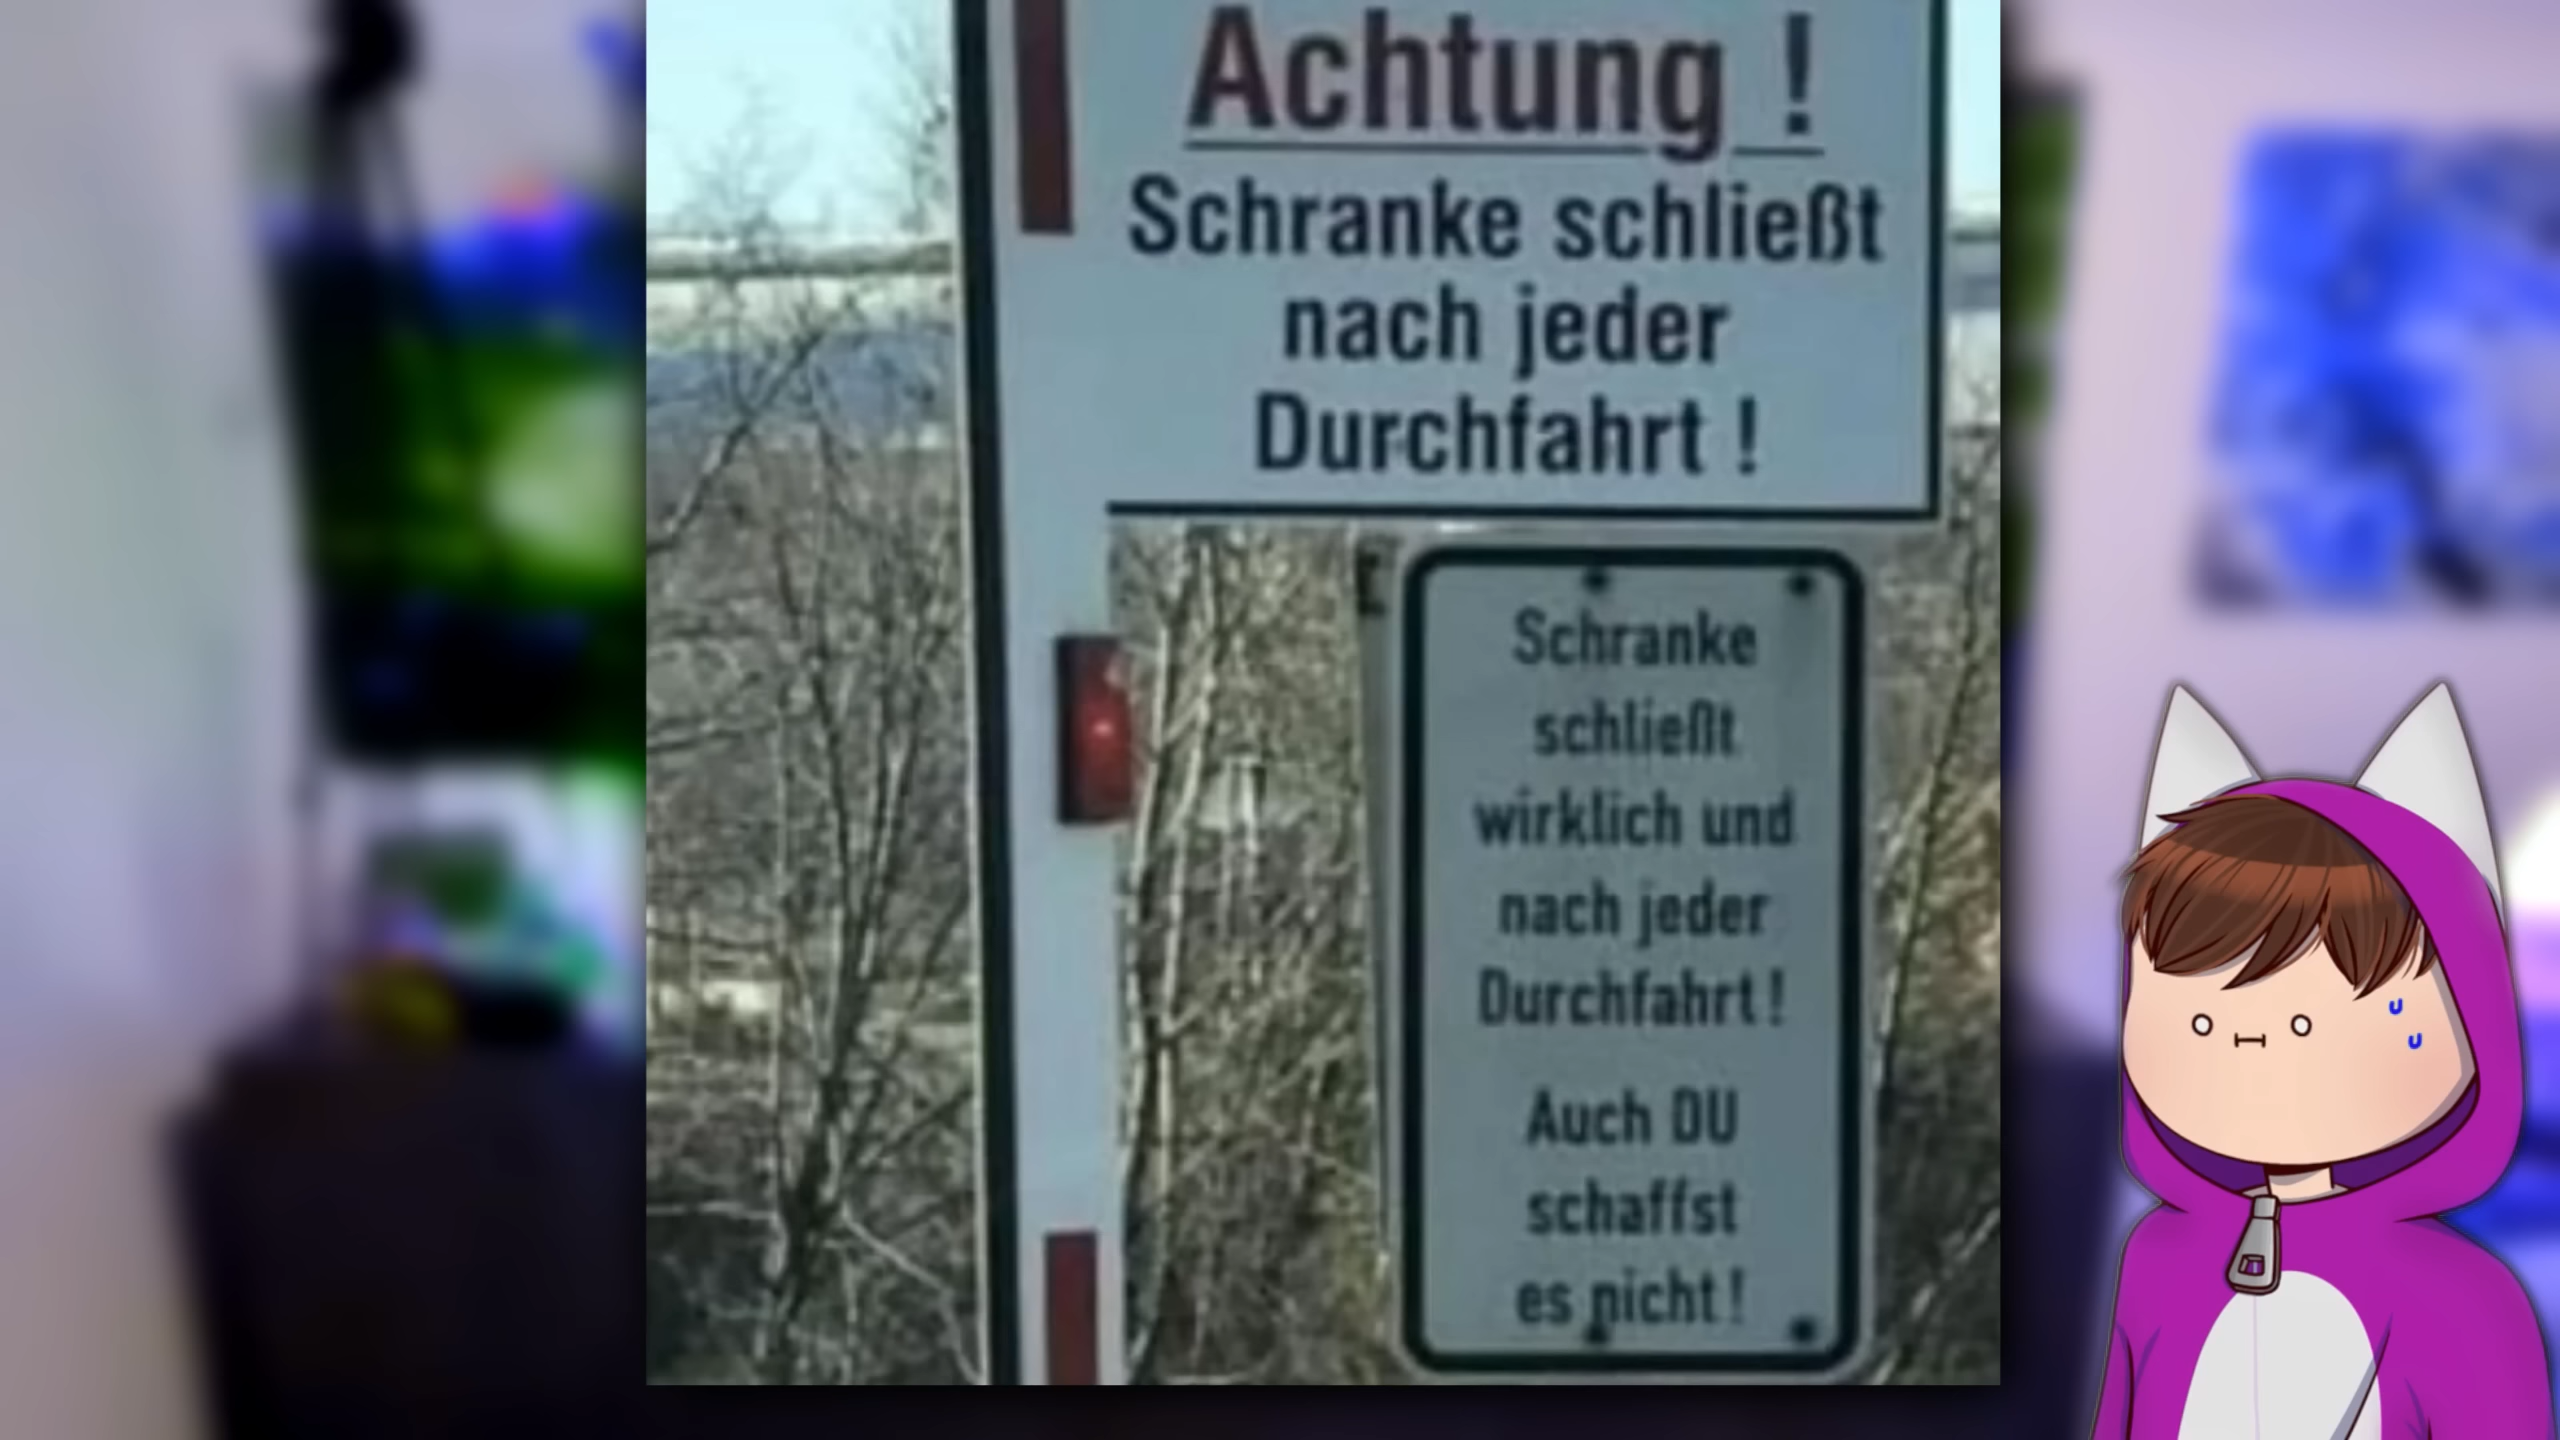 Achtung !
Schranke schließt
nach jeder
Durchfahrt !
Schranke
schließt
wirklich und
nach jeder
Durchfahrt !
Auch DU
schaffst
es nicht !